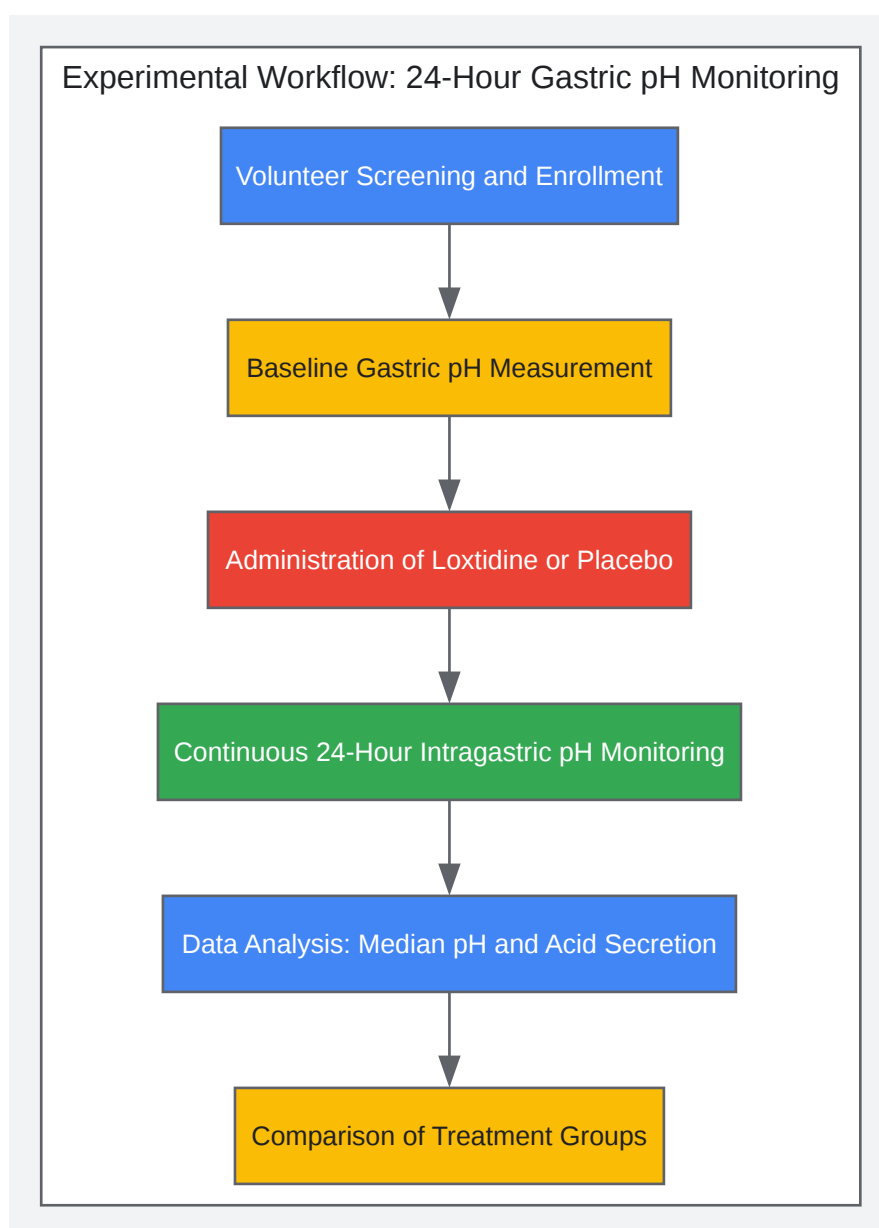 Experimental Workflow: 24-Hour Gastric pH Monitoring
Volunteer Screening and Enrollment
Baseline Gastric pH Measurement
Administration of Loxtidine or Placebo
Continuous 24-Hour Intragastric pH Monitoring
Data Analysis: Median pH and Acid Secretion
Comparison of Treatment Groups